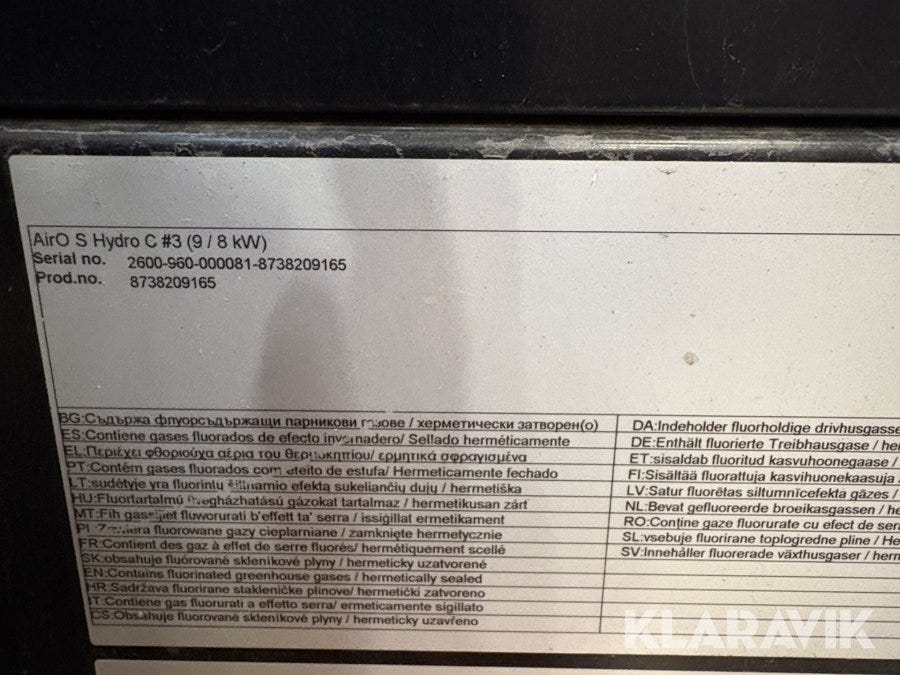 AirO S Hydro C #3 (9 / 8 kW)
Serial no. 2600-960-000081-8738209165
Prod.no. 8738209165
BG:Съдържа флуорсъдържащи парникови газове / херметически затворен(о)
ES:Contiene gases fluorados de efecto invernadero/ Sellado herméticamente
EL:Περιέχει φθοριούχα αέρια του θερμοκηπίου/ ερμητικά σφραγισμένα
PT:Contém gases fluorados com efeito de estufa/ Hermeticamente fechado
LT:sudėtyje yra fluorintų šiltnamio efektą sukeliančių dujų / hermetiška
HU:Fluortartalmú üvegházhatású gázokat tartalmaz / hermetikusan zárt
MT:Fih gassijiet fluworurati b'effett ta' serra / issiġillat ermetikament
PL:Zawiera fluorowane gazy cieplarniane / zamknięte hermetycznie
FR:Contient des gaz à effet de serre fluorés/ hermétiquement scellé
SK:obsahuje fluórované skleníkové plyny / hermeticky uzatvorené
EN:Contains fluorinated greenhouse gases / hermetically sealed
HR:Sadržava fluorirane stakleničke plinove/ hermetički zatvoreno
IT:Contiene gas fluorurati a effetto serra/ ermeticamente sigillato
CS:Obsahuje fluorované sklenikové plyny / hermeticky uzavřeno
DA:Indeholder fluorholdige drivhusgasse
DE:Enthält fluorierte Treibhausgase / he
ET:sisaldab fluoritud kasvuhoonegaase /
FI:Sisältää fluorattuja kasvihuonekaasuja
LV:Satur fluorētas siltumnīcefekta gāzes /
NL:Bevat gefluoreerde broeikasgassen / h
RO:Conține gaze fluorurate cu efect de sera
SL:vsebuje fluorirane toplogredne pline / He
SV:Innehåller fluorerade växthusgaser / herm
KLARAVIK